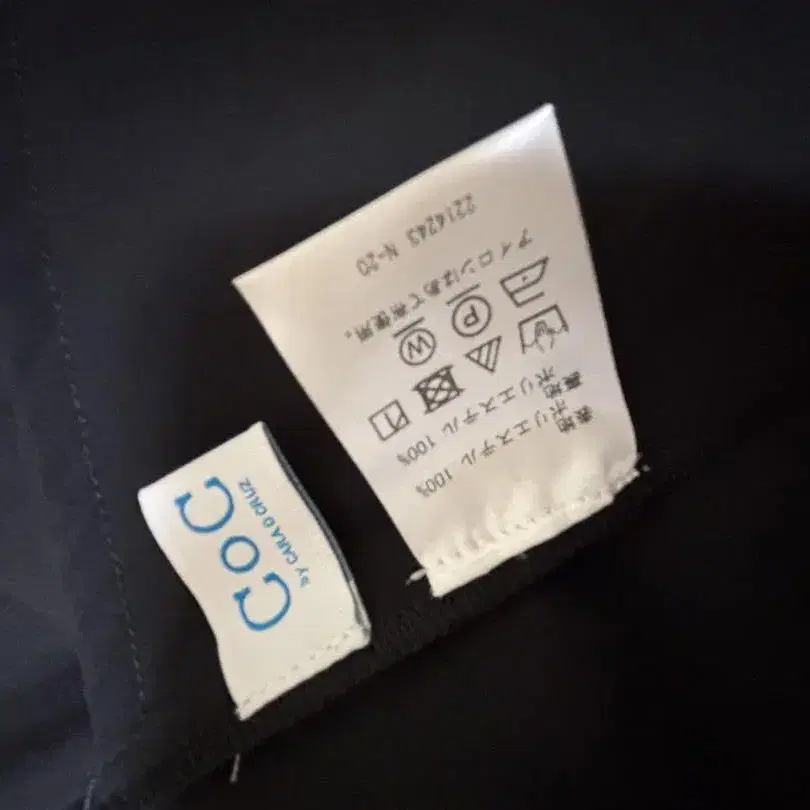 CoC
by CARA O CRUZ
表地 ポリエステル 100%
裏地 ポリエステル 100%
P
W
アイロンはあて布使用。
2214243 N-20